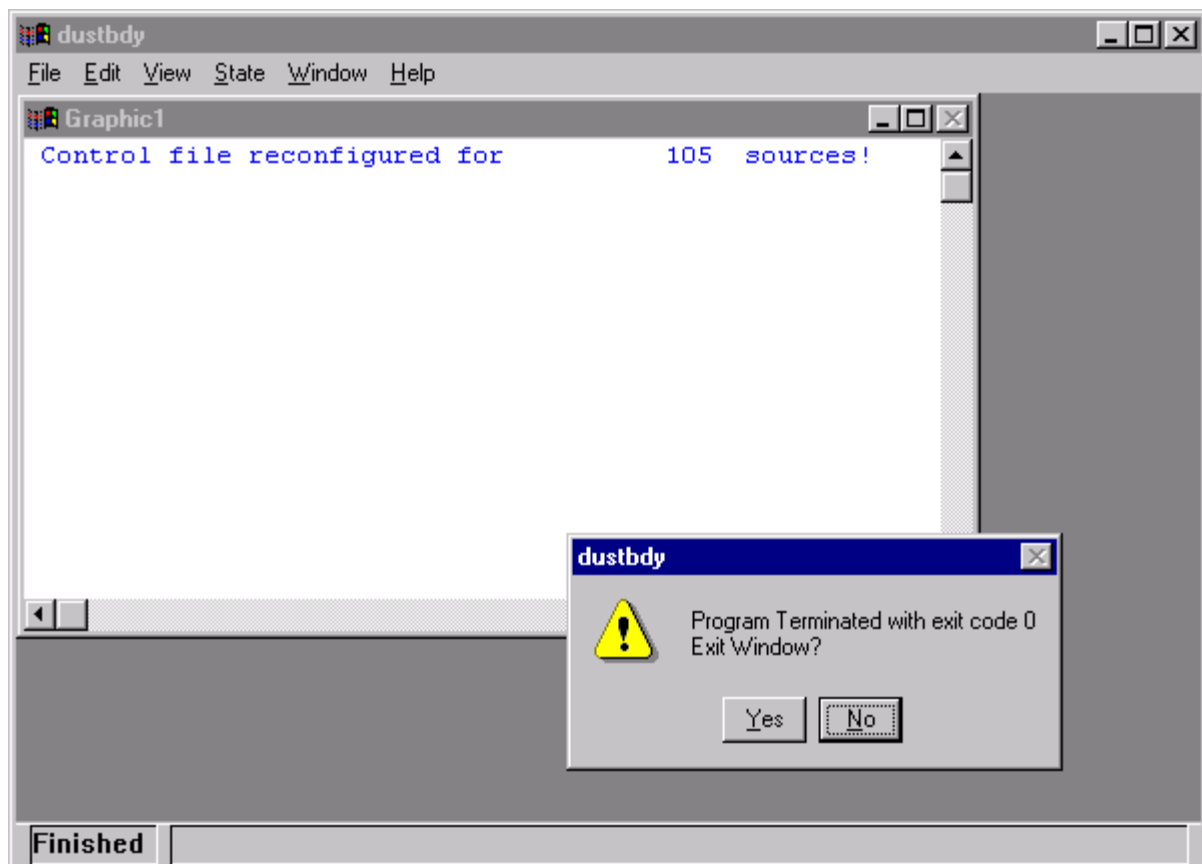 dustbdy
File Edit View State Window Help
Graphic1
Control file reconfigured for 105 sources!
dustbdy
Program Terminated with exit code 0
Exit Window?
Yes No
Finished